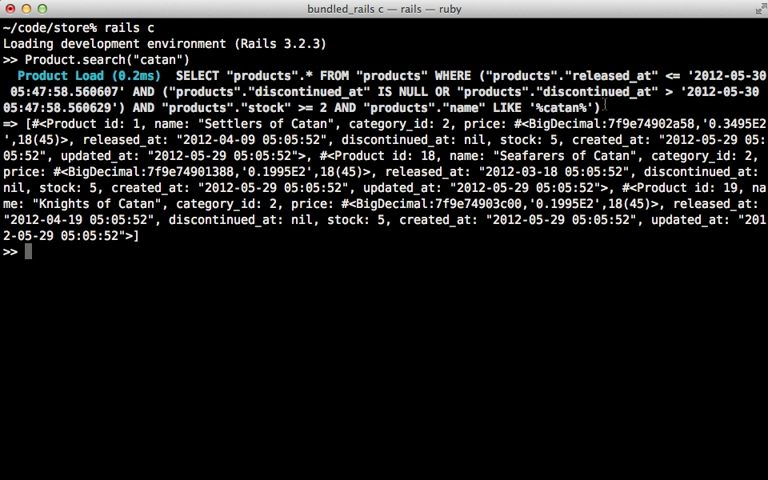 bundled_rails c — rails — ruby
~/code/store% rails c
Loading development environment (Rails 3.2.3)
>> Product.search("catan")
Product Load (0.2ms)  SELECT "products".* FROM "products" WHERE ("products"."released_at" <= '2012-05-30
05:47:58.560607' AND ("products"."discontinued_at" IS NULL OR "products"."discontinued_at" > '2012-05-30
05:47:58.560629') AND "products"."stock" >= 2 AND "products"."name" LIKE '%catan%')
=> [#<Product id: 1, name: "Settlers of Catan", category_id: 2, price: #<BigDecimal:7f9e74902a58,'0.3495E2
',18(45)>, released_at: "2012-04-09 05:05:52", discontinued_at: nil, stock: 5, created_at: "2012-05-29 05:
05:52", updated_at: "2012-05-29 05:05:52">, #<Product id: 18, name: "Seafarers of Catan", category_id: 2,
price: #<BigDecimal:7f9e74901388,'0.1995E2',18(45)>, released_at: "2012-03-18 05:05:52", discontinued_at:
nil, stock: 5, created_at: "2012-05-29 05:05:52", updated_at: "2012-05-29 05:05:52">, #<Product id: 19, na
me: "Knights of Catan", category_id: 2, price: #<BigDecimal:7f9e74903c00,'0.1995E2',18(45)>, released_at:
"2012-04-19 05:05:52", discontinued_at: nil, stock: 5, created_at: "2012-05-29 05:05:52", updated_at: "201
2-05-29 05:05:52">]
>>